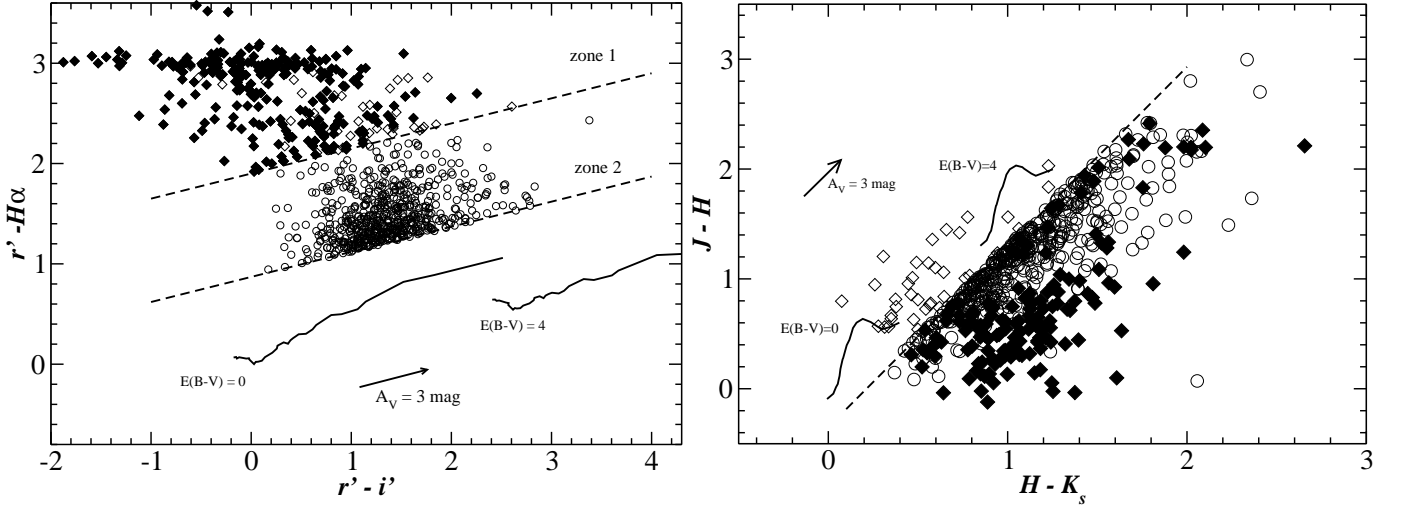 3
2
1
0
r' - Hα
zone 1
zone 2
E(B-V) = 0
E(B-V) = 4
A_V = 3 mag
-2 -1 0 1 2 3 4
r' - i'
3
2
1
0
J - H
A_V = 3 mag
E(B-V)=4
E(B-V)=0
0 1 2 3
H - K_s